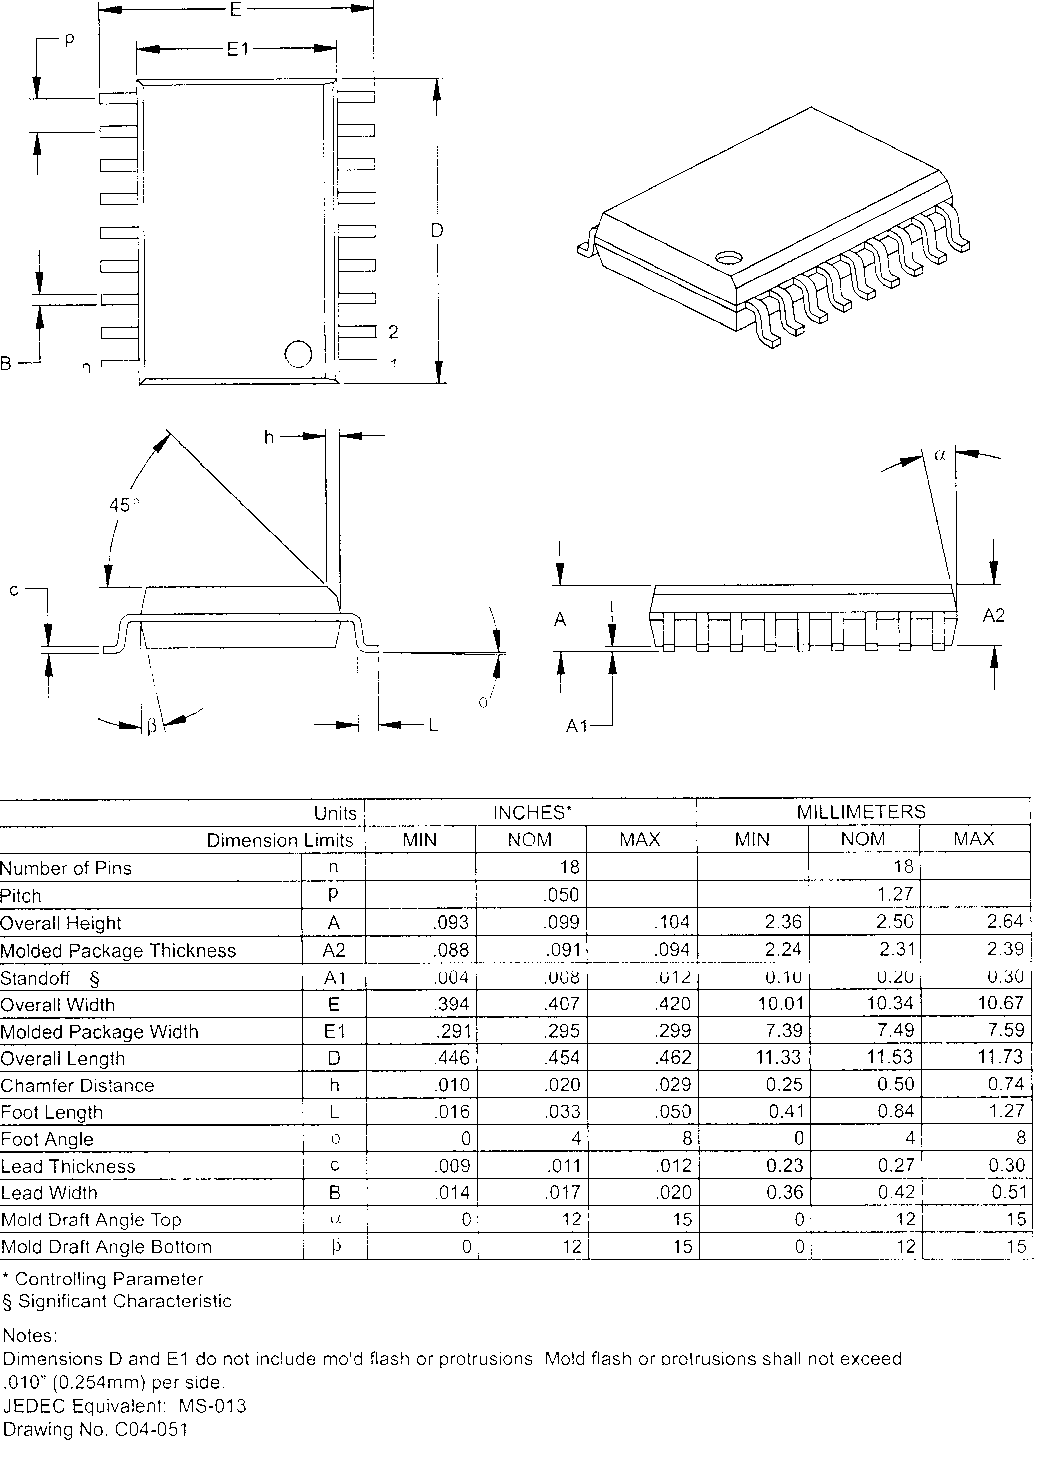 E
p
E1
D
2
B
n
1
h
α
45°
c
A
A2
β
L
A1
Units INCHES* MILLIMETERS
Dimension Limits MIN NOM MAX MIN NOM MAX
Number of Pins n 18 18
Pitch p .050 1.27
Overall Height A .093 .099 .104 2.36 2.50 2.64
Molded Package Thickness A2 .088 .091 .094 2.24 2.31 2.39
Standoff § A1 .004 .008 .012 0.10 0.20 0.30
Overall Width E .394 .407 .420 10.01 10.34 10.67
Molded Package Width E1 .291 .295 .299 7.39 7.49 7.59
Overall Length D .446 .454 .462 11.33 11.53 11.73
Chamfer Distance h .010 .020 .029 0.25 0.50 0.74
Foot Length L .016 .033 .050 0.41 0.84 1.27
Foot Angle 0 4 8 0 4 8
Lead Thickness c .009 .011 .012 0.23 0.27 0.30
Lead Width B .014 .017 .020 0.36 0.42 0.51
Mold Draft Angle Top α 0 12 15 0 12 15
Mold Draft Angle Bottom β 0 12 15 0 12 15
* Controlling Parameter
§ Significant Characteristic
Notes:
Dimensions D and E1 do not include mold flash or protrusions. Mold flash or protrusions shall not exceed
.010" (0.254mm) per side.
JEDEC Equivalent: MS-013
Drawing No. C04-051